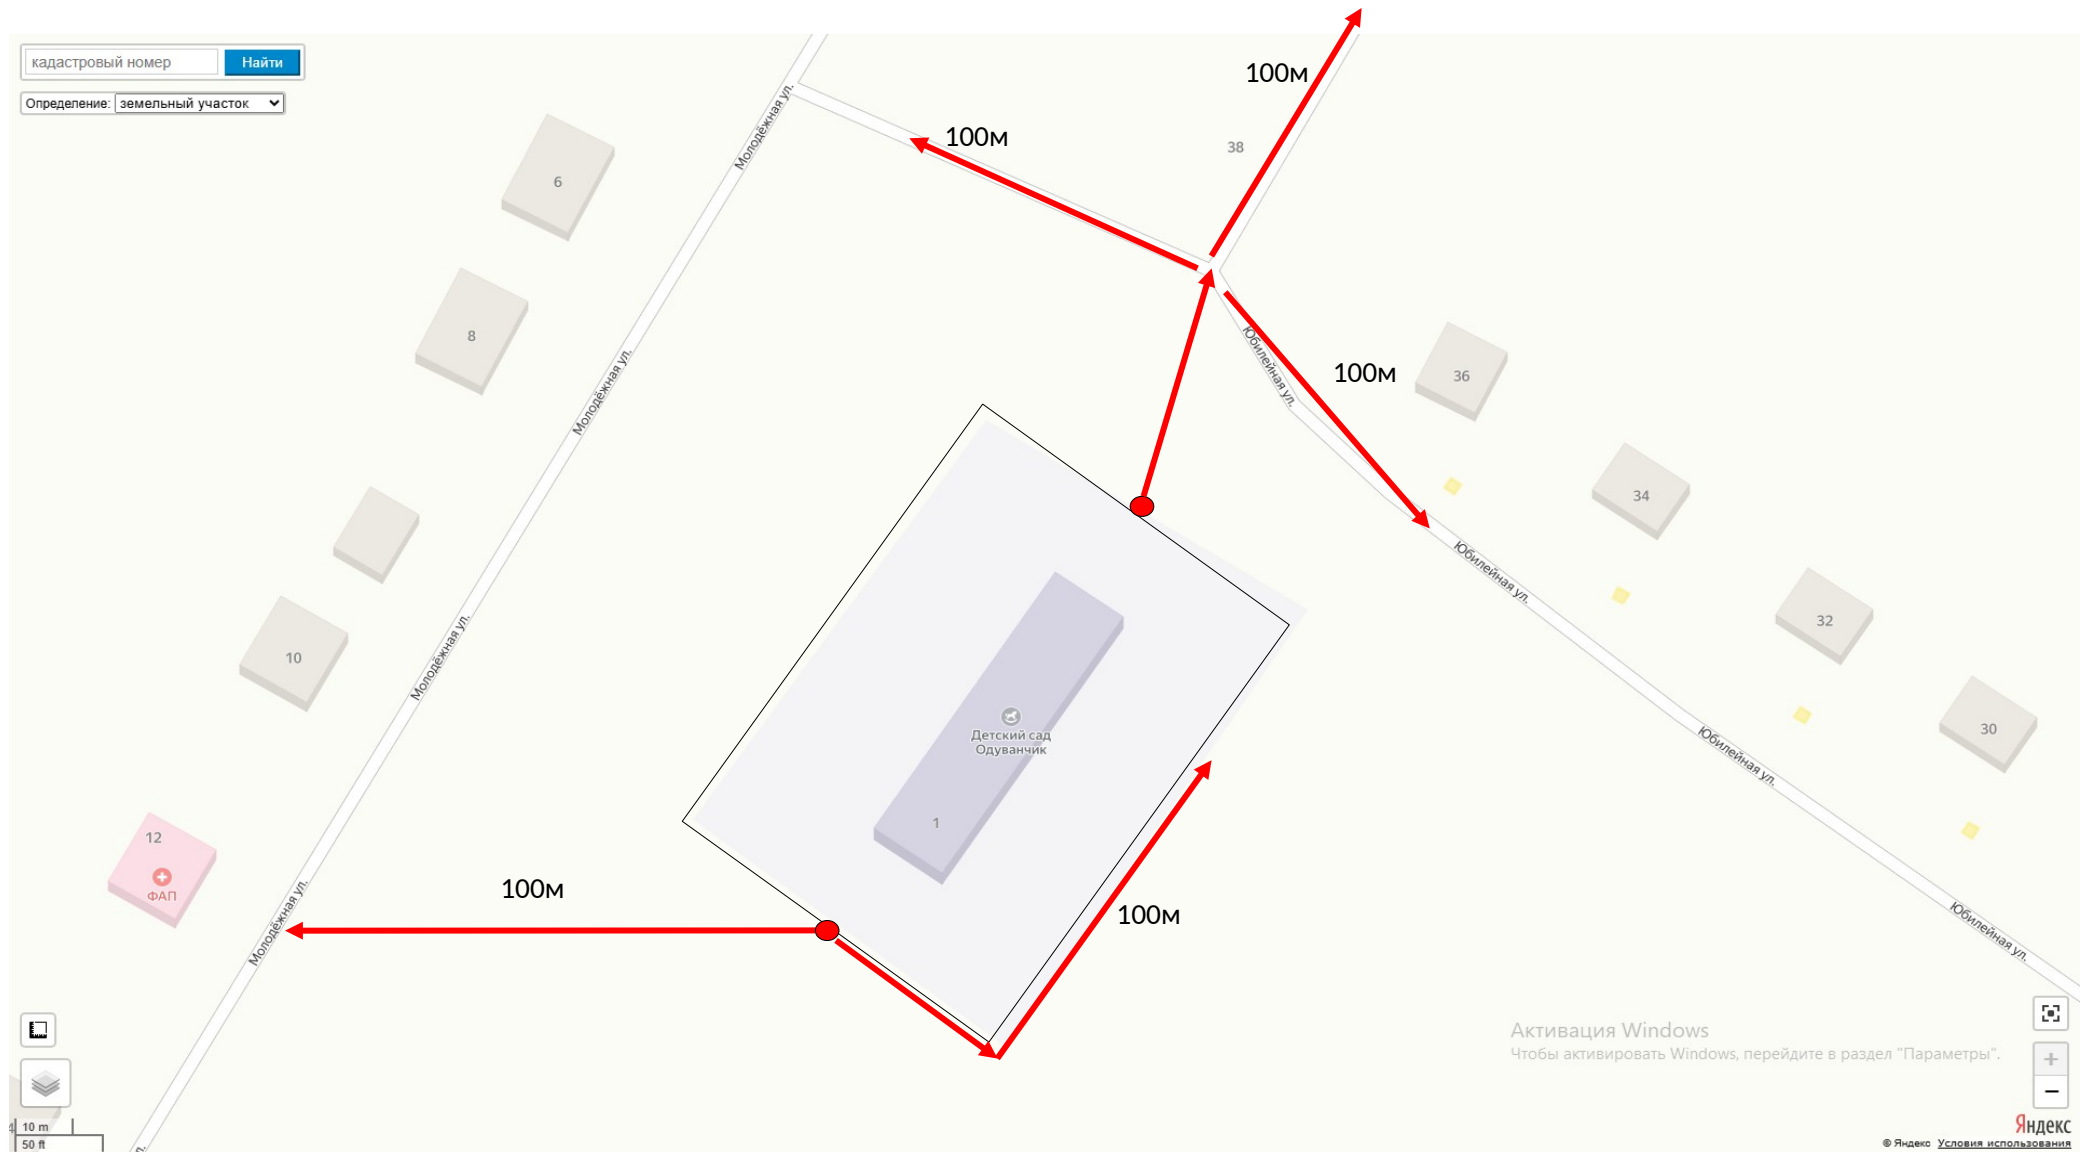 кадастровый номер
Найти
Определение: земельный участок
100м
100м
38
Молодёжная ул.
6
8
Молодёжная ул.
Юбилейная ул.
100м
36
34
Юбилейная ул.
32
10
Молодёжная ул.
30
Детский сад
Одуванчик
1
Юбилейная ул.
12
ФАП
100м
100м
Молодёжная ул.
Юбилейная ул.
Активация Windows
Чтобы активировать Windows, перейдите в раздел "Параметры".
+
−
10 m
50 ft
Яндекс
© Яндекс Условия использования